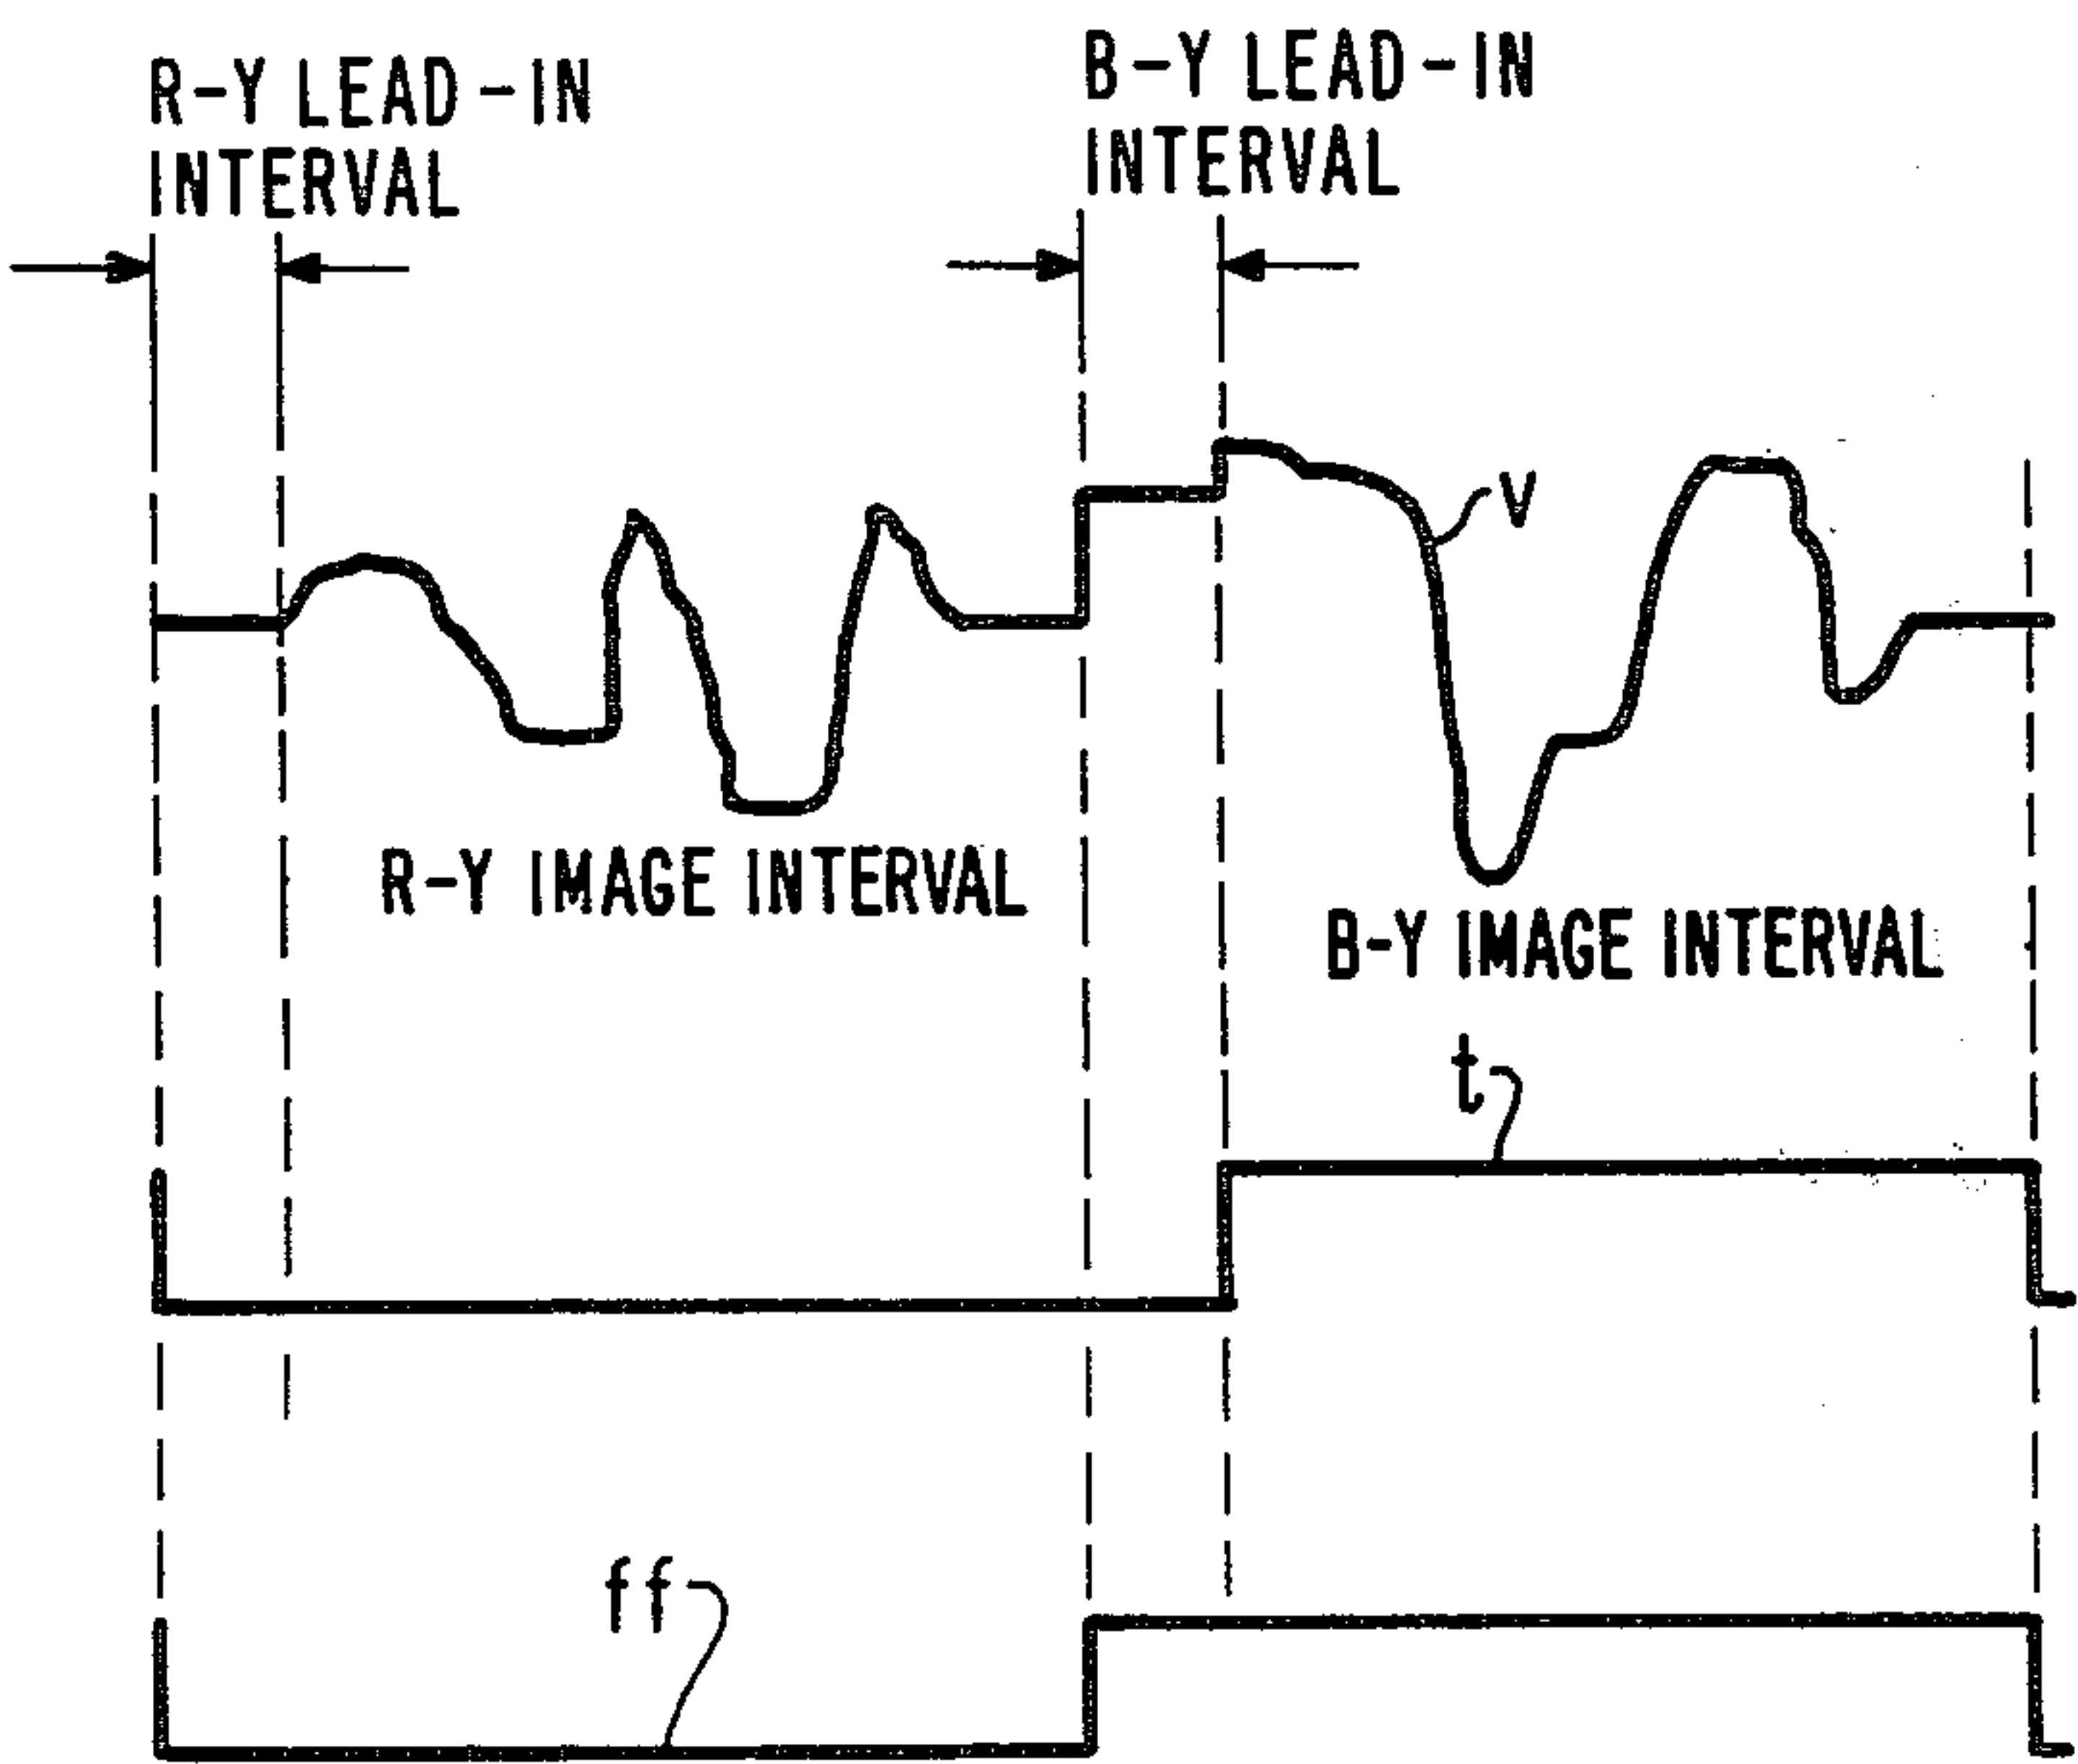 R-Y LEAD-IN
INTERVAL
B-Y LEAD-IN
INTERVAL
v
R-Y IMAGE INTERVAL
B-Y IMAGE INTERVAL
t
ff